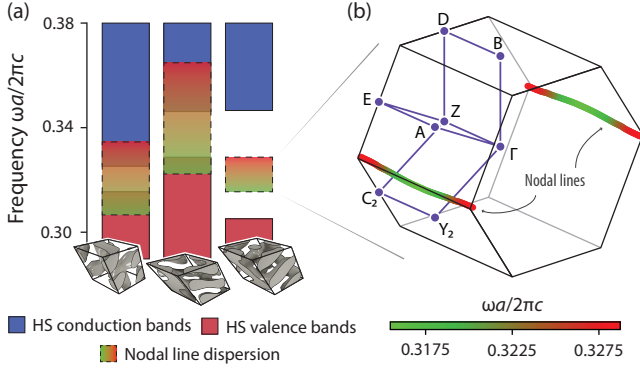 (a)
Frequency ωa/2πc
0.38
0.34
0.30
HS conduction bands
HS valence bands
Nodal line dispersion
(b)
D
B
E
Z
A
Γ
C₂
Y₂
Nodal lines
ωa/2πc
0.3175
0.3225
0.3275